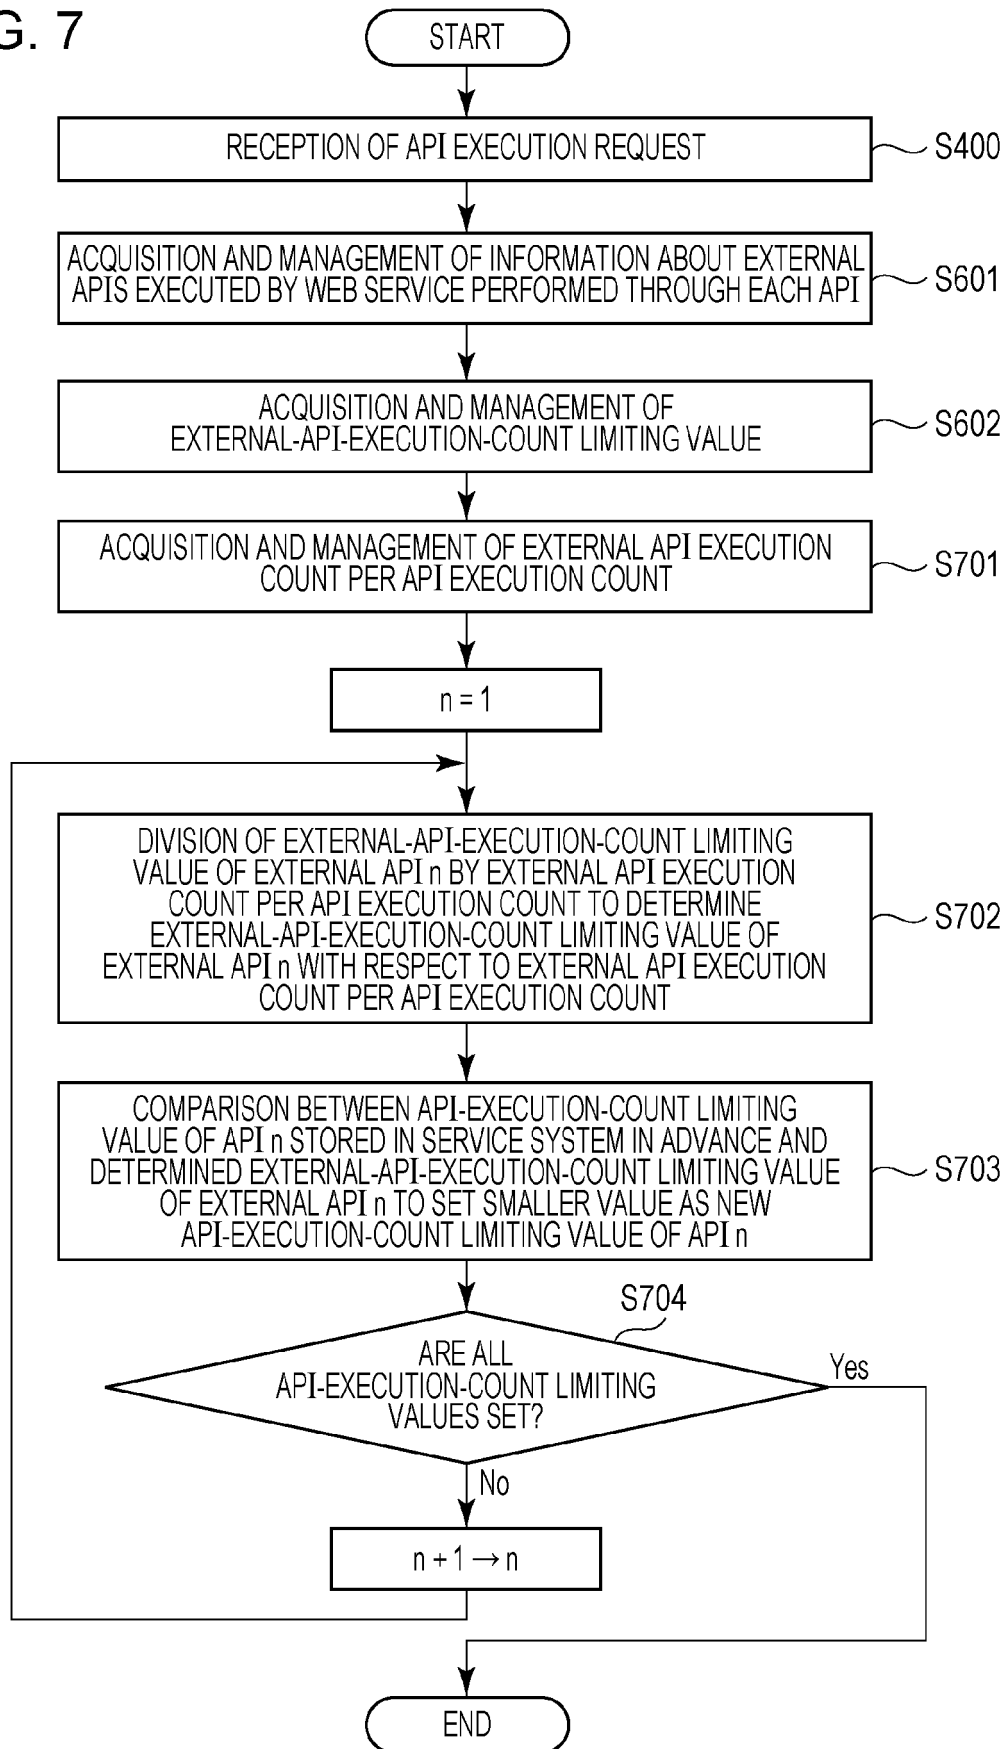 G. 7
START
RECEPTION OF API EXECUTION REQUEST
S400
ACQUISITION AND MANAGEMENT OF INFORMATION ABOUT EXTERNAL
APIS EXECUTED BY WEB SERVICE PERFORMED THROUGH EACH API
S601
ACQUISITION AND MANAGEMENT OF
EXTERNAL-API-EXECUTION-COUNT LIMITING VALUE
S602
ACQUISITION AND MANAGEMENT OF EXTERNAL API EXECUTION
COUNT PER API EXECUTION COUNT
S701
n = 1
DIVISION OF EXTERNAL-API-EXECUTION-COUNT LIMITING
VALUE OF EXTERNAL API n BY EXTERNAL API EXECUTION
COUNT PER API EXECUTION COUNT TO DETERMINE
EXTERNAL-API-EXECUTION-COUNT LIMITING VALUE OF
EXTERNAL API n WITH RESPECT TO EXTERNAL API EXECUTION
COUNT PER API EXECUTION COUNT
S702
COMPARISON BETWEEN API-EXECUTION-COUNT LIMITING
VALUE OF API n STORED IN SERVICE SYSTEM IN ADVANCE AND
DETERMINED EXTERNAL-API-EXECUTION-COUNT LIMITING VALUE
OF EXTERNAL API n TO SET SMALLER VALUE AS NEW
API-EXECUTION-COUNT LIMITING VALUE OF API n
S703
S704
ARE ALL
API-EXECUTION-COUNT LIMITING
VALUES SET?
Yes
No
n + 1 → n
END